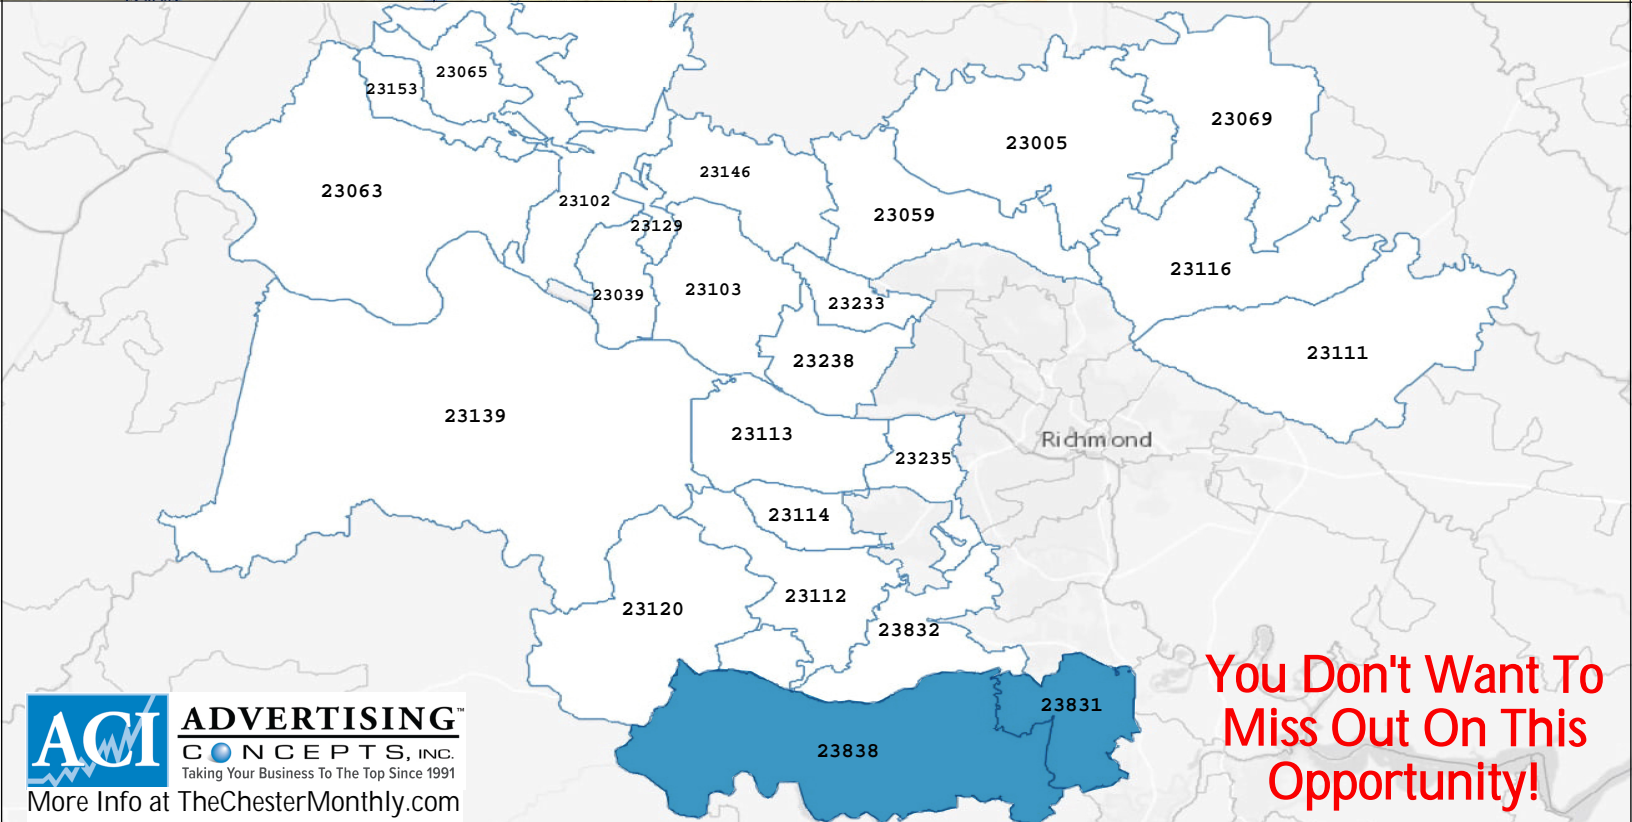 23065
23153
23069
23005
23146
23063
23102
23059
23129
23116
23103
23039
23233
23111
23238
23139
23113
Richmond
23235
23114
23112
23120
23832
You Don't Want To
Miss Out On This
Opportunity!
23831
23838
ACI
ADVERTISING™
CONCEPTS, INC.
Taking Your Business To The Top Since 1991
More Info at TheChesterMonthly.com